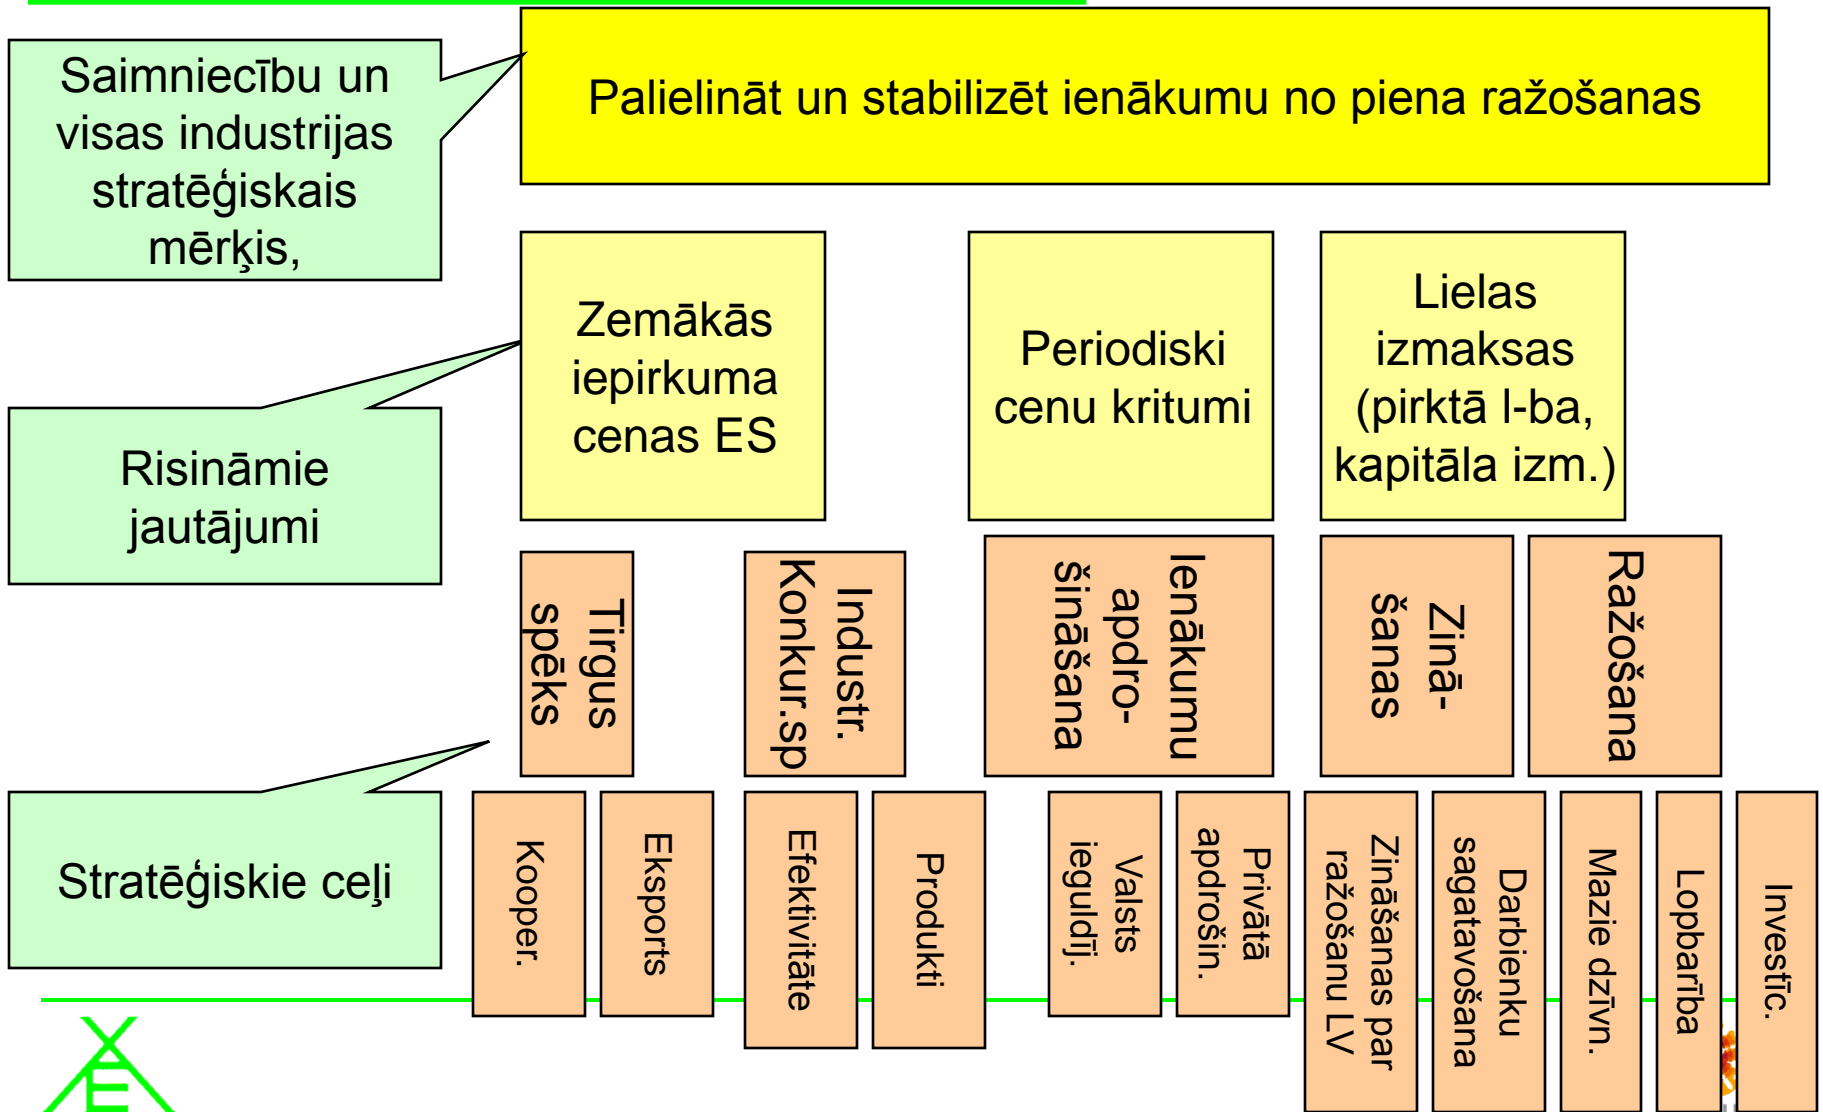 Saimniecību un
visas industrijas
stratēģiskais
mērķis,
Palielināt un stabilizēt ienākumu no piena ražošanas
Risināmie
jautājumi
Zemākās
iepirkuma
cenas ES
Periodiski
cenu kritumi
Lielas
izmaksas
(pirktā l-ba,
kapitāla izm.)
Stratēģiskie ceļi
Tirgus
spēks
Industr.
Konkur.sp
Ienākumu
apdro-
šināšana
Zinā-
šanas
Ražošana
Kooper.
Eksports
Efektivitāte
Produkti
Valsts
ieguldīj.
Privātā
apdrošin.
Zināšanas par
ražošanu LV
Darbienku
sagatavošana
Mazie dzīvn.
Lopbarība
Investīc.